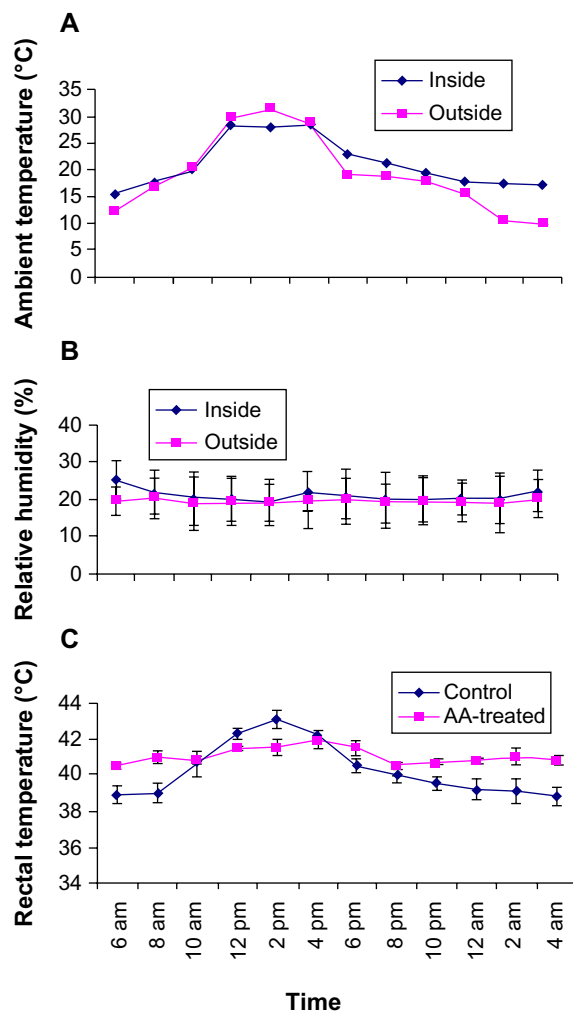 A
Ambient temperature (°C)
35
30
25
20
15
10
5
0
Inside
Outside
B
Relative humidity (%)
40
30
20
10
0
Inside
Outside
C
Rectal temperature (°C)
44
42
40
38
36
34
Control
AA-treated
6 am
8 am
10 am
12 pm
2 pm
4 pm
6 pm
8 pm
10 pm
12 am
2 am
4 am
Time